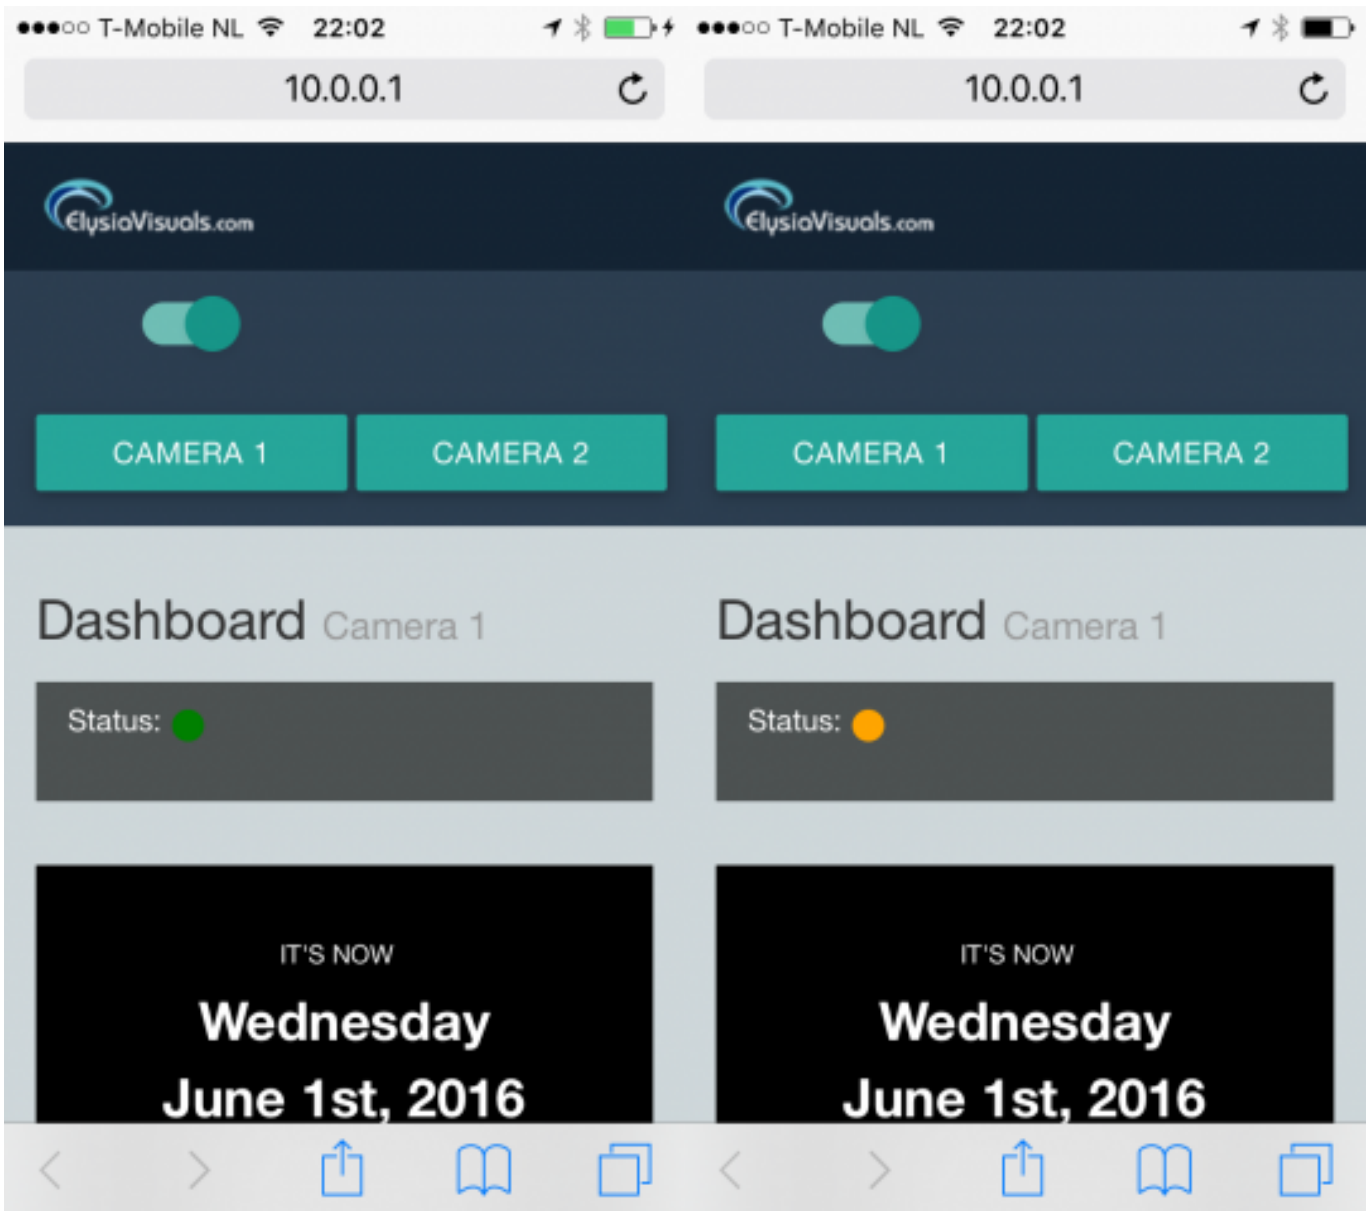 T-Mobile NL 22:02
10.0.0.1
ElysiaVisuals.com
CAMERA 1 CAMERA 2
Dashboard Camera 1
Status:
IT'S NOW
Wednesday
June 1st, 2016
T-Mobile NL 22:02
10.0.0.1
ElysiaVisuals.com
CAMERA 1 CAMERA 2
Dashboard Camera 1
Status:
IT'S NOW
Wednesday
June 1st, 2016